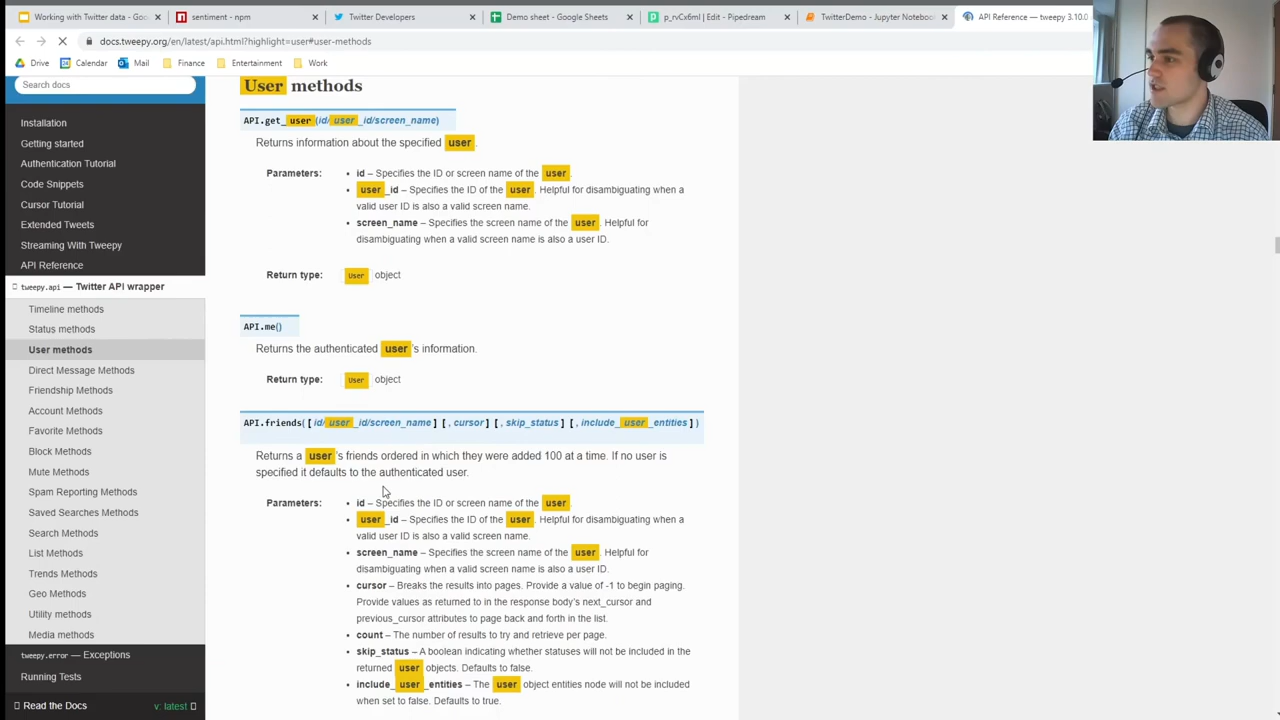 Working with Twitter data - Goo
sentiment - npm
Twitter Developers
Demo sheet - Google Sheets
p_rvCx6ml | Edit - Pipedream
TwitterDemo - Jupyter Notebook
API Reference — tweepy 3.10.0
docs.tweepy.org/en/latest/api.html?highlight=user#user-methods
Drive
Calendar
Mail
Finance
Entertainment
Work
Search docs
Installation
Getting started
Authentication Tutorial
Code Snippets
Cursor Tutorial
Extended Tweets
Streaming With Tweepy
API Reference
tweepy.api — Twitter API wrapper
Timeline methods
Status methods
User methods
Direct Message Methods
Friendship Methods
Account Methods
Favorite Methods
Block Methods
Mute Methods
Spam Reporting Methods
Saved Searches Methods
Search Methods
List Methods
Trends Methods
Geo Methods
Utility methods
Media methods
tweepy.error — Exceptions
Running Tests
Read the Docs
v: latest
User methods
API.get_user(id/user_id/screen_name)
Returns information about the specified user.
Parameters:
• id – Specifies the ID or screen name of the user.
• user_id – Specifies the ID of the user. Helpful for disambiguating when a
valid user ID is also a valid screen name.
• screen_name – Specifies the screen name of the user. Helpful for
disambiguating when a valid screen name is also a user ID.
Return type: User object
API.me()
Returns the authenticated user's information.
Return type: User object
API.friends([id/user_id/screen_name][, cursor][, skip_status][, include_user_entities])
Returns a user's friends ordered in which they were added 100 at a time. If no user is
specified it defaults to the authenticated user.
Parameters:
• id – Specifies the ID or screen name of the user
• user_id – Specifies the ID of the user. Helpful for disambiguating when a
valid user ID is also a valid screen name.
• screen_name – Specifies the screen name of the user. Helpful for
disambiguating when a valid screen name is also a user ID.
• cursor – Breaks the results into pages. Provide a value of -1 to begin paging.
Provide values as returned to in the response body's next_cursor and
previous_cursor attributes to page back and forth in the list.
• count – The number of results to try and retrieve per page.
• skip_status – A boolean indicating whether statuses will not be included in the
returned user objects. Defaults to false.
• include_user_entities – The user object entities node will not be included
when set to false. Defaults to true.